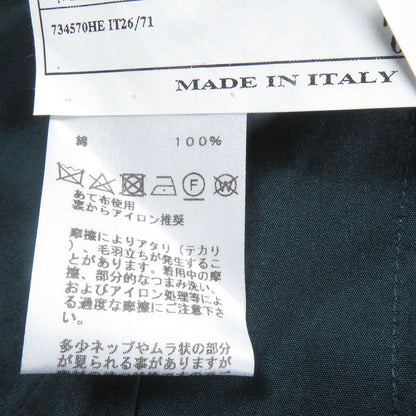 734570HE IT26/71
MADE IN ITALY
綿 100%
あて布使用
裏からアイロン推奨
摩擦によりアタリ(テカリ
)、毛羽立ちが発生するこ
とがあります。着用中の摩
擦、部分的なつまみ洗い、
およびアイロン処理等によ
る過度な摩擦にご注意下さ
い。
多少ネップやムラ状の部分
が見られる事がありますが